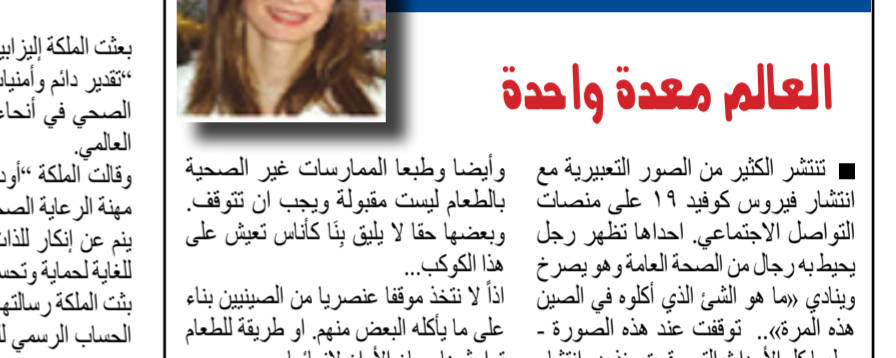 العالم معدة واحدة
■ تنتشر الكثير من الصور التعبيرية مع
انتشار فيروس كوفيد ١٩ على منصات
التواصل الاجتماعي. احداها تظهر رجل
يحيط به رجال من الصحة العامة وهو يصرخ
وينادي «ما هو الشئ الذي أكلوه في الصين
هذه المرة».. توقفت عند هذه الصورة -
وأيضا وطبعا الممارسات غير الصحية
بالطعام ليست مقبولة ويجب ان تتوقف.
وبعضها حقا لا يليق بِنَا كأناس تعيش على
هذا الكوكب...
اذاً لا نتخذ موقفا عنصريا من الصينيين بناء
على ما يأكله البعض منهم. او طريقة للطعام
بعثت الملكة إليزابي
“تقدير دائم وأمنيات
الصحي في أنحاء
العالمي.
وقالت الملكة “أود
مهنة الرعاية الصح
ينم عن إنكار للذات
للغاية لحماية وتحس
بثت الملكة رسالتها
الحساب الرسمي لل